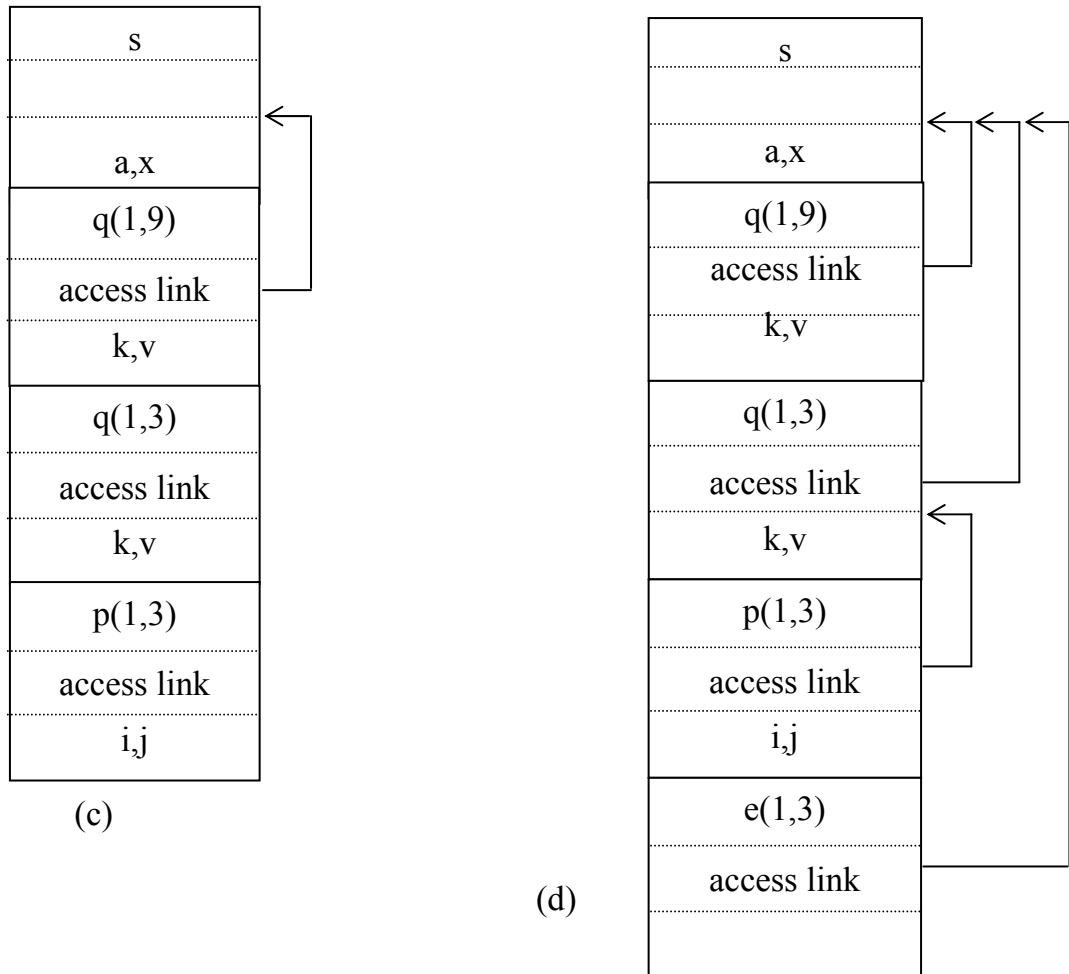 s
a,x
q(1,9)
access link
k,v
q(1,3)
access link
k,v
p(1,3)
access link
i,j
(c)
s
a,x
q(1,9)
access link
k,v
q(1,3)
access link
k,v
p(1,3)
access link
i,j
e(1,3)
access link
(d)